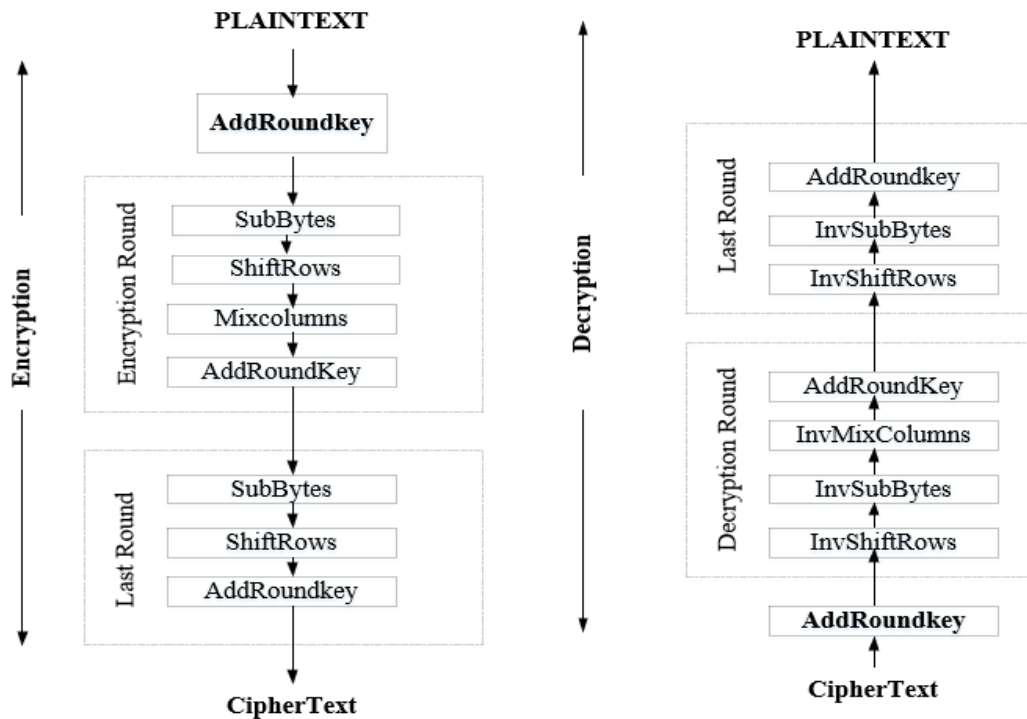 PLAINTEXT
AddRoundkey
SubBytes
ShiftRows
Mixcolumns
AddRoundKey
Encryption Round
SubBytes
ShiftRows
AddRoundkey
Last Round
CipherText
Encryption
PLAINTEXT
AddRoundkey
InvSubBytes
InvShiftRows
Last Round
AddRoundKey
InvMixColumns
InvSubBytes
InvShiftRows
Decryption Round
AddRoundkey
CipherText
Decryption